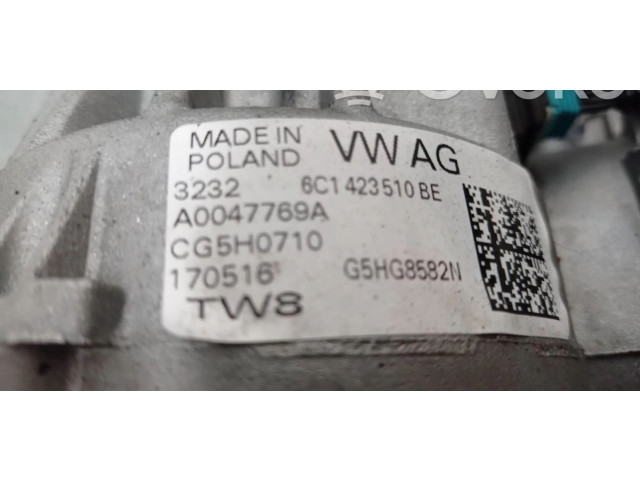 MADE IN POLAND VW AG
3232 6C1 423 510 BE
A0047769A
CG5H0710
170516 G5HG8582N
TW8